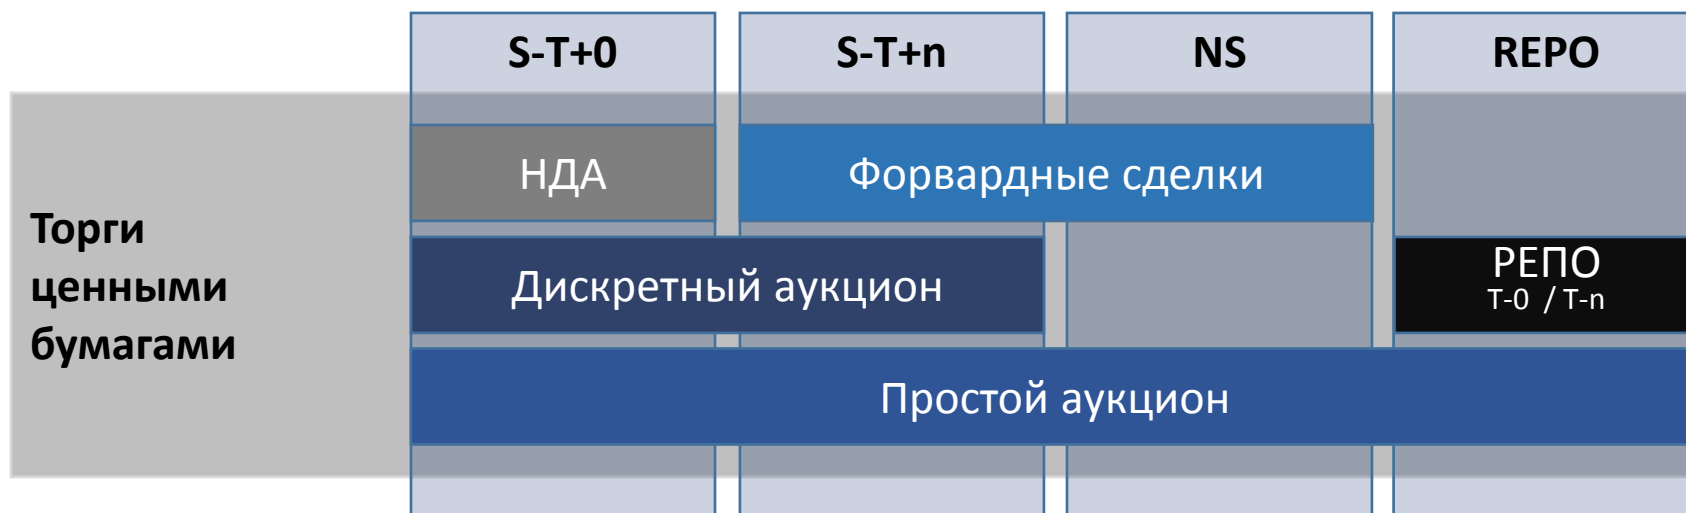 S-T+0
S-T+n
NS
REPO
Торги
ценными
бумагами
НДА
Форвардные сделки
Дискретный аукцион
РЕПО
T-0 / T-n
Простой аукцион